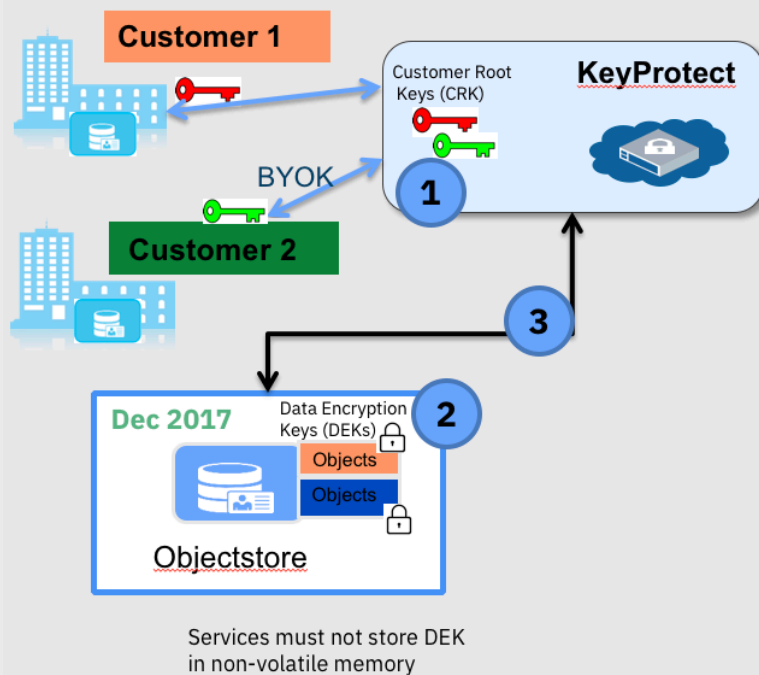 Customer 1
Customer Root
Keys (CRK)
KeyProtect
1
BYOK
Customer 2
3
Dec 2017
Data Encryption
Keys (DEKs)
2
Objects
Objects
Objectstore
Services must not store DEK
in non-volatile memory